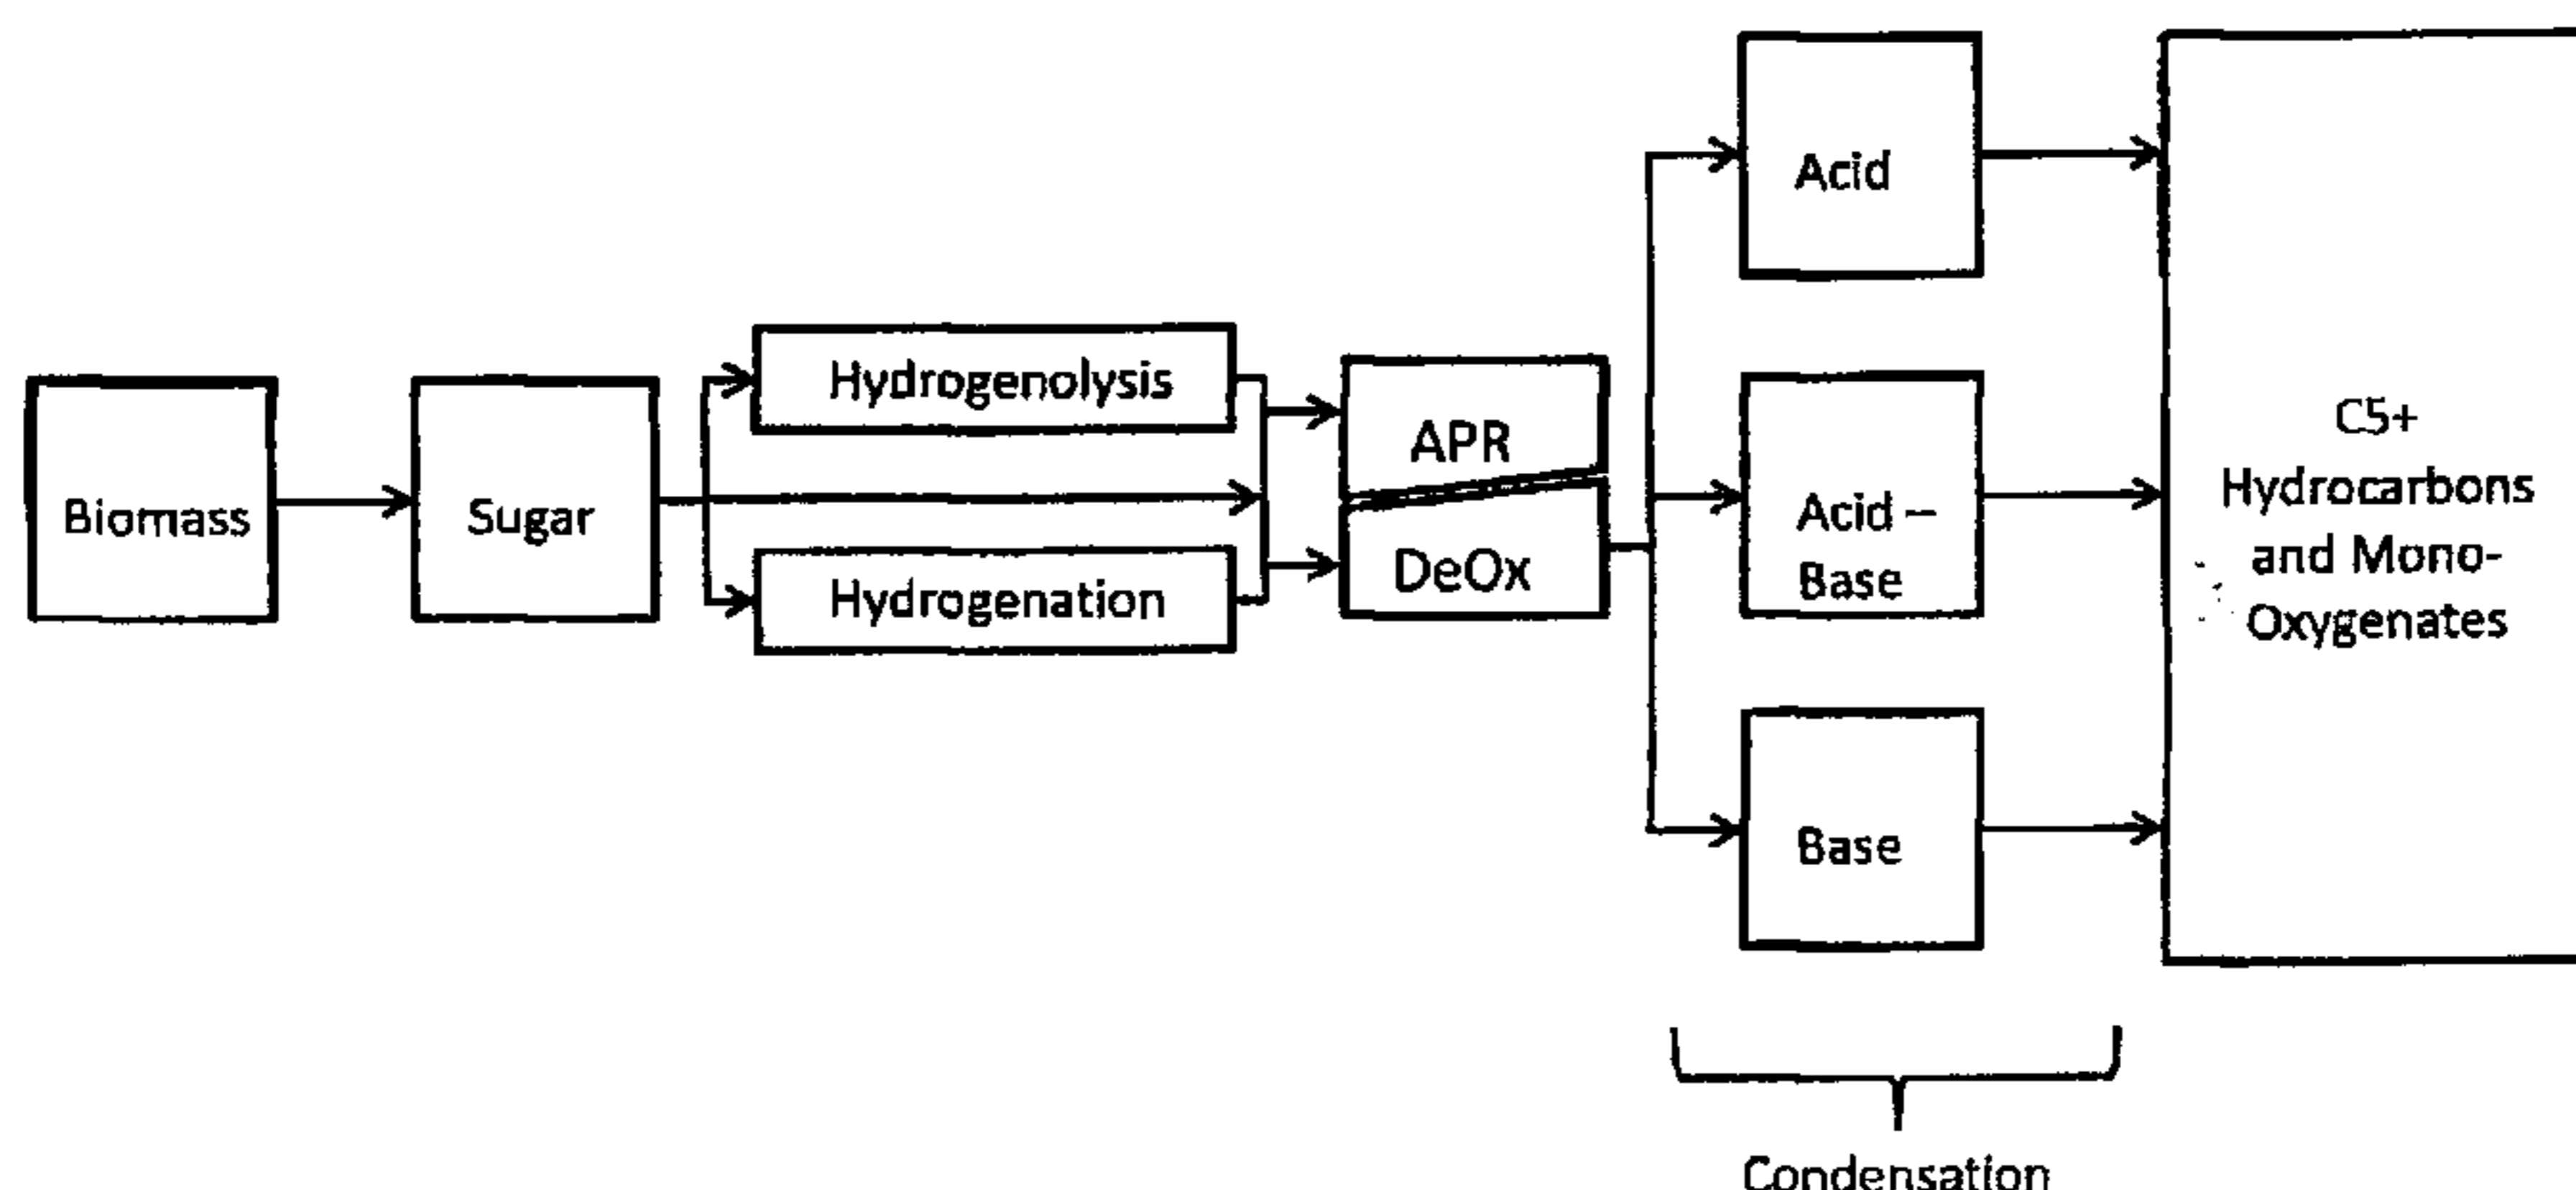 Biomass
Sugar
Hydrogenolysis
Hydrogenation
APR
DeOx
Acid
Acid –
Base
Base
C5+
Hydrocarbons
and Mono-
Oxygenates
Condensation